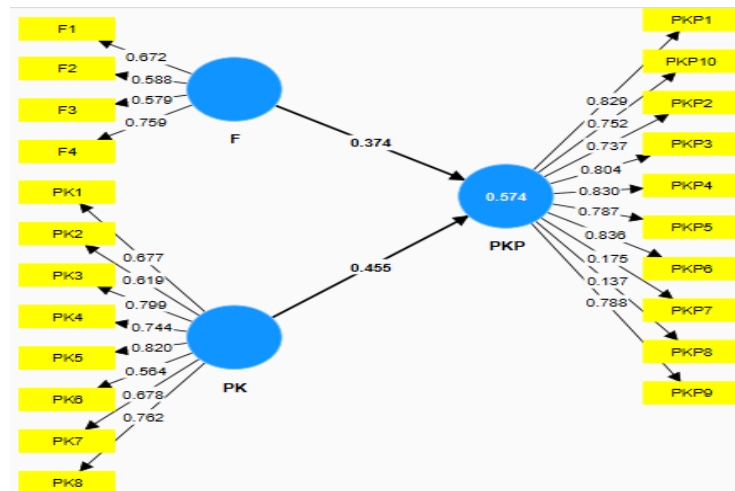 F1
F2
F3
F4
0.672
0.588
0.579
0.759
F
0.374
PK1
PK2
PK3
PK4
PK5
PK6
PK7
PK8
0.677
0.619
0.799
0.744
0.820
0.564
0.678
0.762
PK
0.455
0.574
PKP
0.829
0.752
0.737
0.804
0.830
0.787
0.836
0.175
0.137
0.788
PKP1
PKP10
PKP2
PKP3
PKP4
PKP5
PKP6
PKP7
PKP8
PKP9